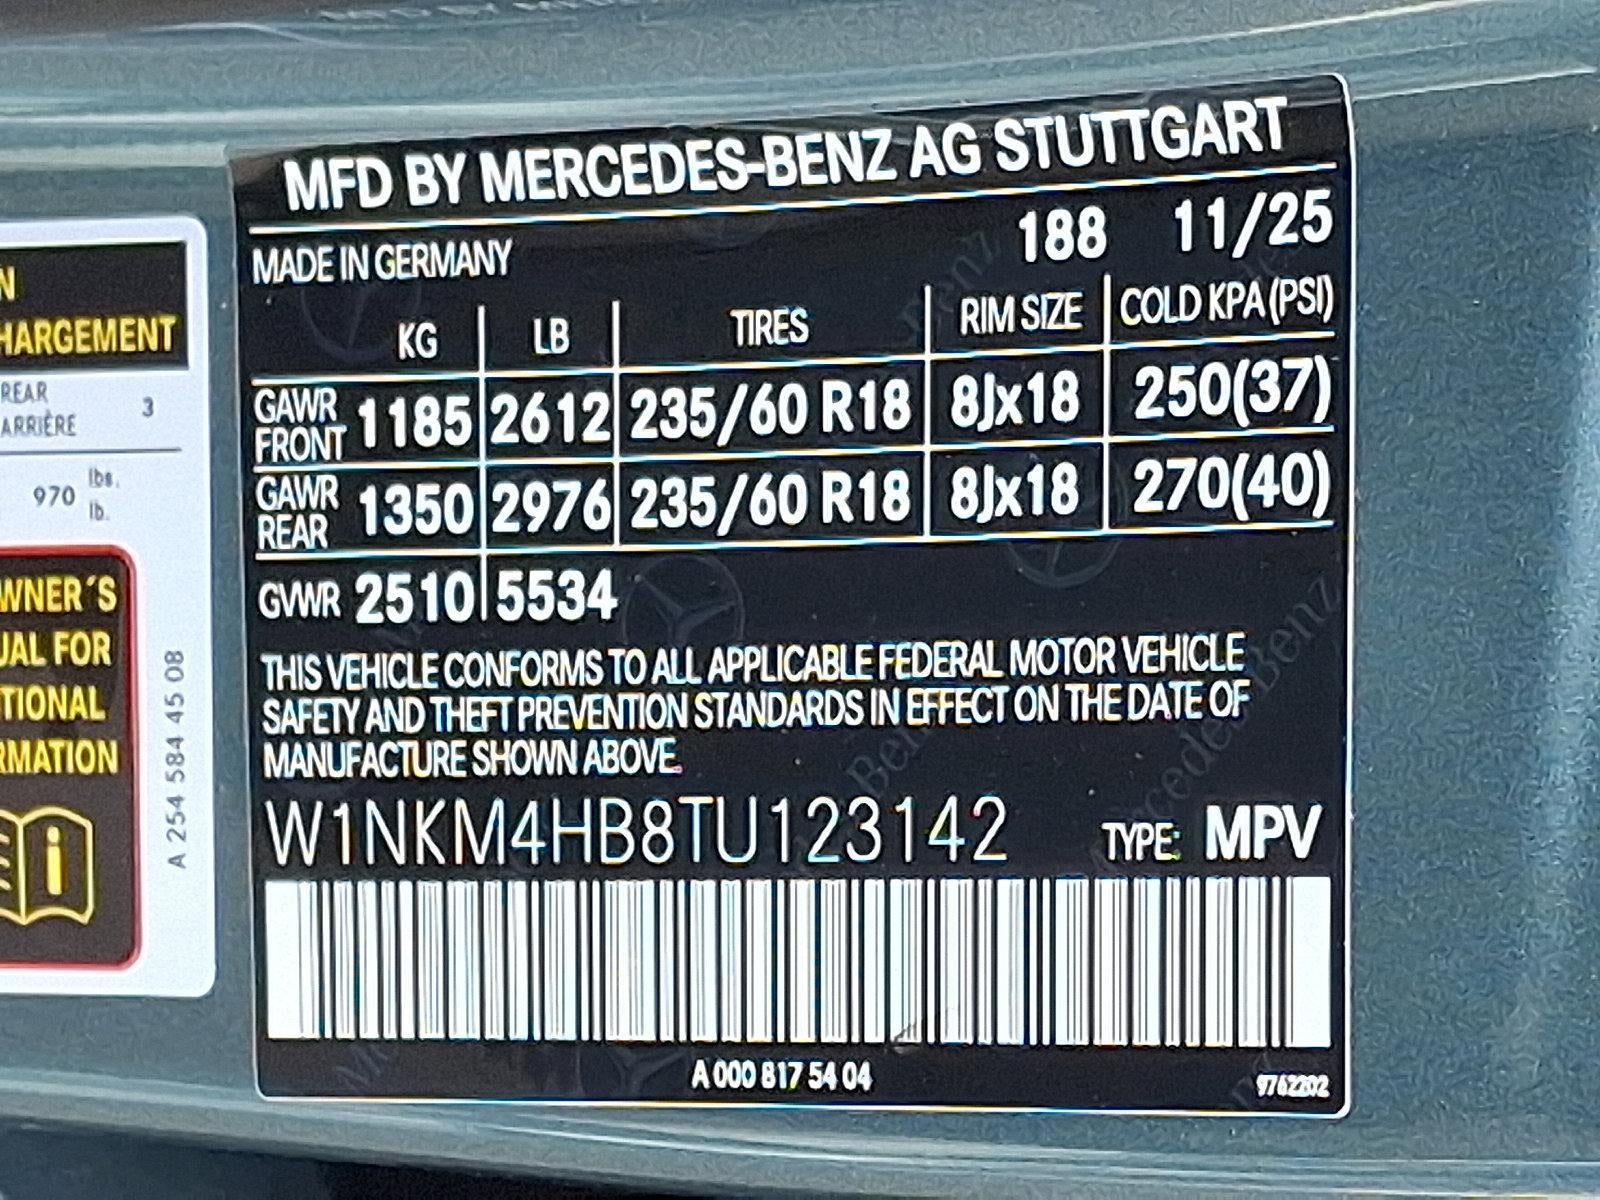 N
HARGEMENT
REAR
ARRIÈRE 3
970 lbs.
lb.
WNER´S
UAL FOR
TIONAL
RMATION
A 254 584 45 08
MFD BY MERCEDES-BENZ AG STUTTGART
MADE IN GERMANY 188 11/25
KG LB TIRES RIM SIZE COLD KPA(PSI)
GAWR FRONT 1185 2612 235/60 R18 8Jx18 250(37)
GAWR REAR 1350 2976 235/60 R18 8Jx18 270(40)
GVWR 2510 5534
THIS VEHICLE CONFORMS TO ALL APPLICABLE FEDERAL MOTOR VEHICLE
SAFETY AND THEFT PREVENTION STANDARDS IN EFFECT ON THE DATE OF
MANUFACTURE SHOWN ABOVE.
W1NKM4HB8TU123142 TYPE: MPV
A 000 817 54 04
9762202